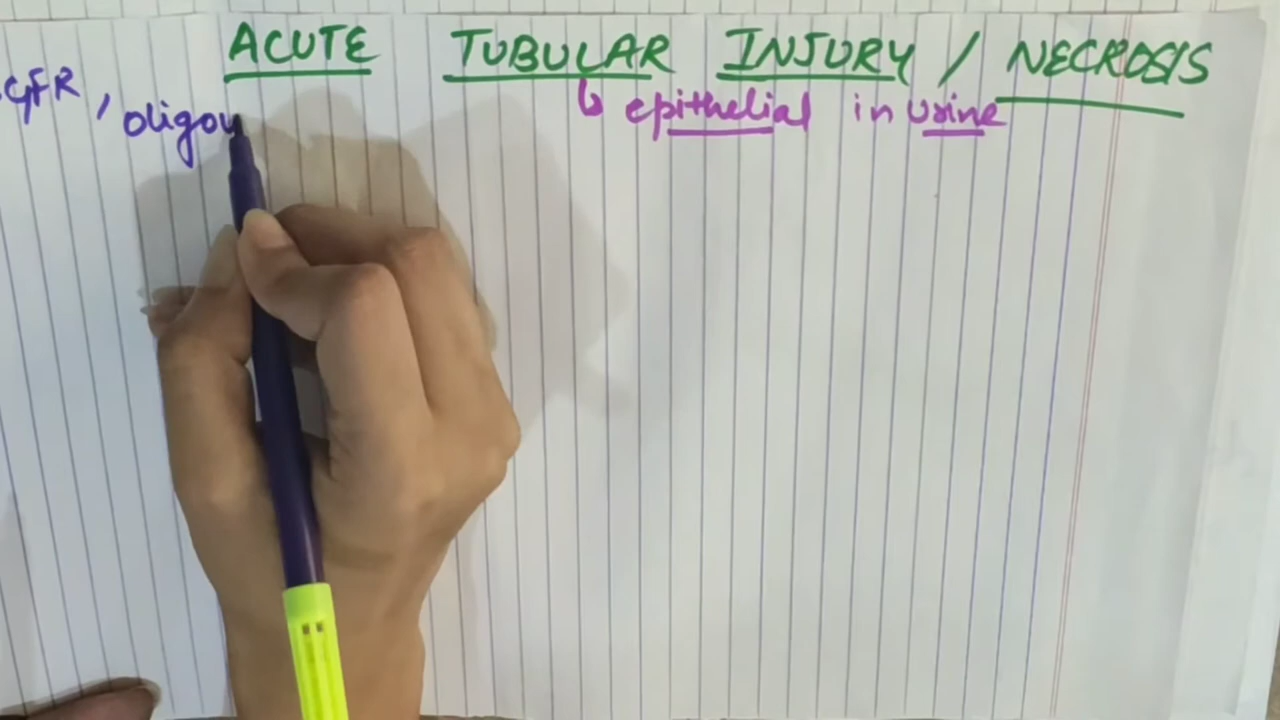 ACUTE TUBULAR INJURY / NECROSIS
GFR, oligou
↳ epithelial in urine